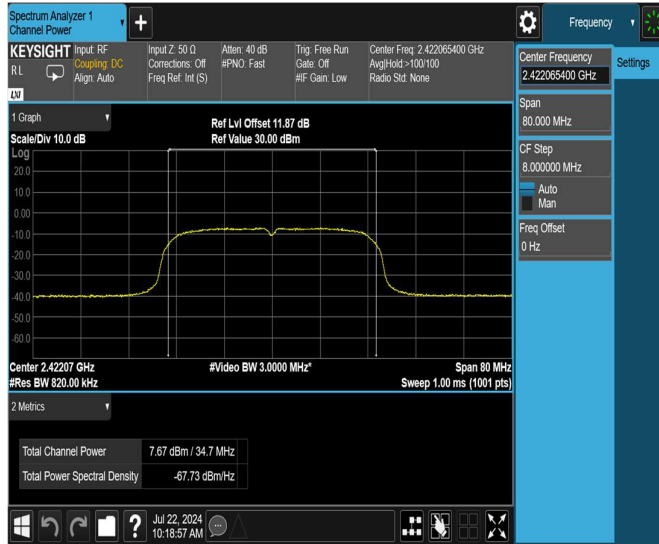 Spectrum Analyzer 1
Channel Power
Frequency
KEYSIGHT
Input: RF
Coupling: DC
Align: Auto
Input Z: 50 Ω
Corrections: Off
Freq Ref: Int (S)
Atten: 40 dB
#PNO: Fast
Trig: Free Run
Gate: Off
#IF Gain: Low
Center Freq: 2.422065400 GHz
Avg|Hold:>100/100
Radio Std: None
RL
LXI
Center Frequency
2.422065400 GHz
Settings
Span
80.000 MHz
CF Step
8.000000 MHz
Auto
Man
Freq Offset
0 Hz
1 Graph
Scale/Div 10.0 dB
Ref Lvl Offset 11.87 dB
Ref Value 30.00 dBm
Log
20.0
10.0
0.00
-10.0
-20.0
-30.0
-40.0
-50.0
-60.0
Center 2.42207 GHz
#Res BW 820.00 kHz
#Video BW 3.0000 MHz*
Span 80 MHz
Sweep 1.00 ms (1001 pts)
2 Metrics
Total Channel Power 7.67 dBm / 34.7 MHz
Total Power Spectral Density -67.73 dBm/Hz
?
Jul 22, 2024
10:18:57 AM